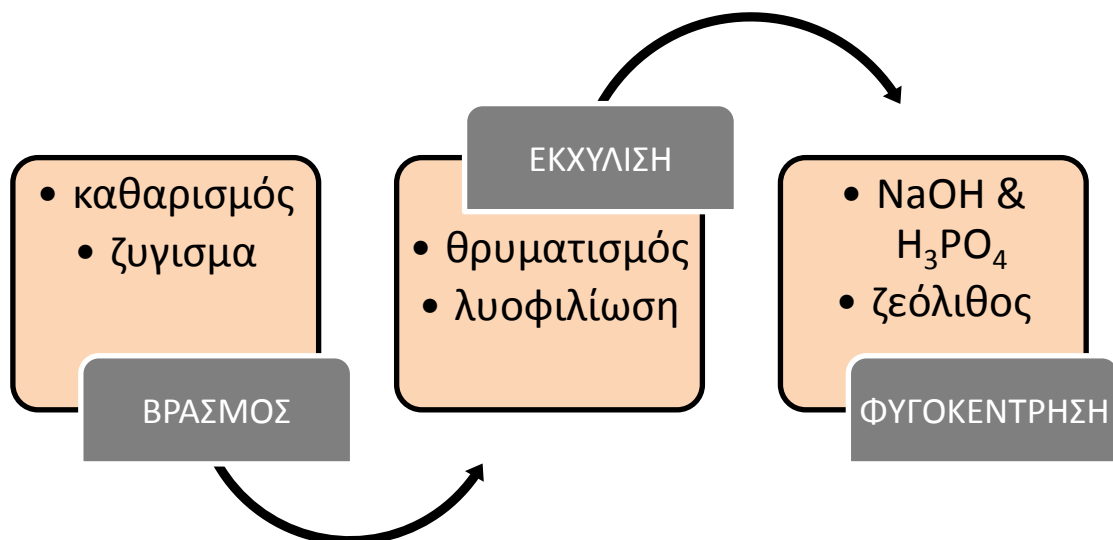 • καθαρισμός
• ζυγισμα
ΒΡΑΣΜΟΣ
ΕΚΧΥΛΙΣΗ
• θρυματισμός
• λυοφιλίωση
• NaOH &
H₃PO₄
• ζεόλιθος
ΦΥΓΟΚΕΝΤΡΗΣΗ